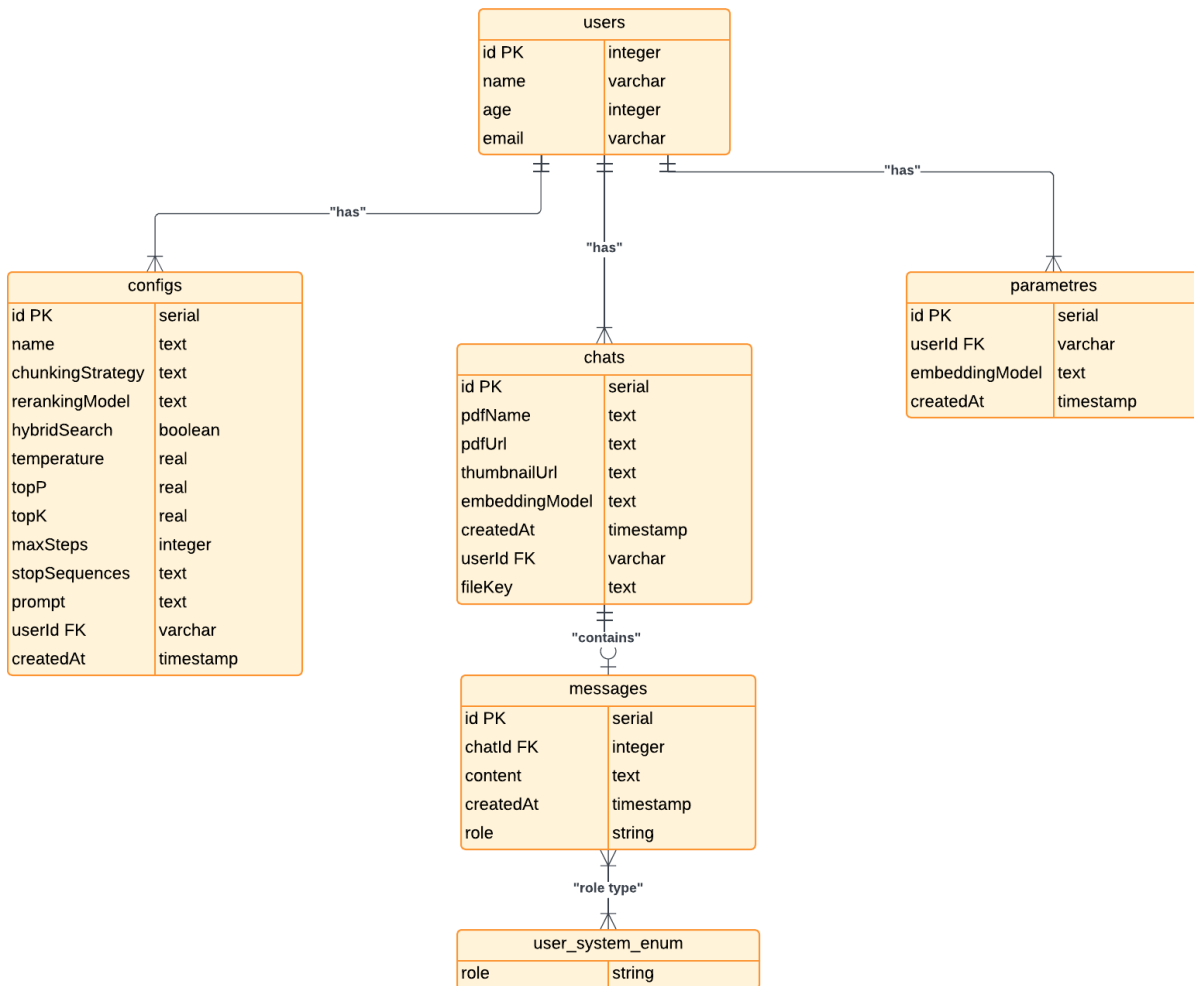 users
id PK integer
name varchar
age integer
email varchar
"has"
"has"
"has"
configs
id PK serial
name text
chunkingStrategy text
rerankingModel text
hybridSearch boolean
temperature real
topP real
topK real
maxSteps integer
stopSequences text
prompt text
userId FK varchar
createdAt timestamp
chats
id PK serial
pdfName text
pdfUrl text
thumbnailUrl text
embeddingModel text
createdAt timestamp
userId FK varchar
fileKey text
parametres
id PK serial
userId FK varchar
embeddingModel text
createdAt timestamp
"contains"
messages
id PK serial
chatId FK integer
content text
createdAt timestamp
role string
"role type"
user_system_enum
role string